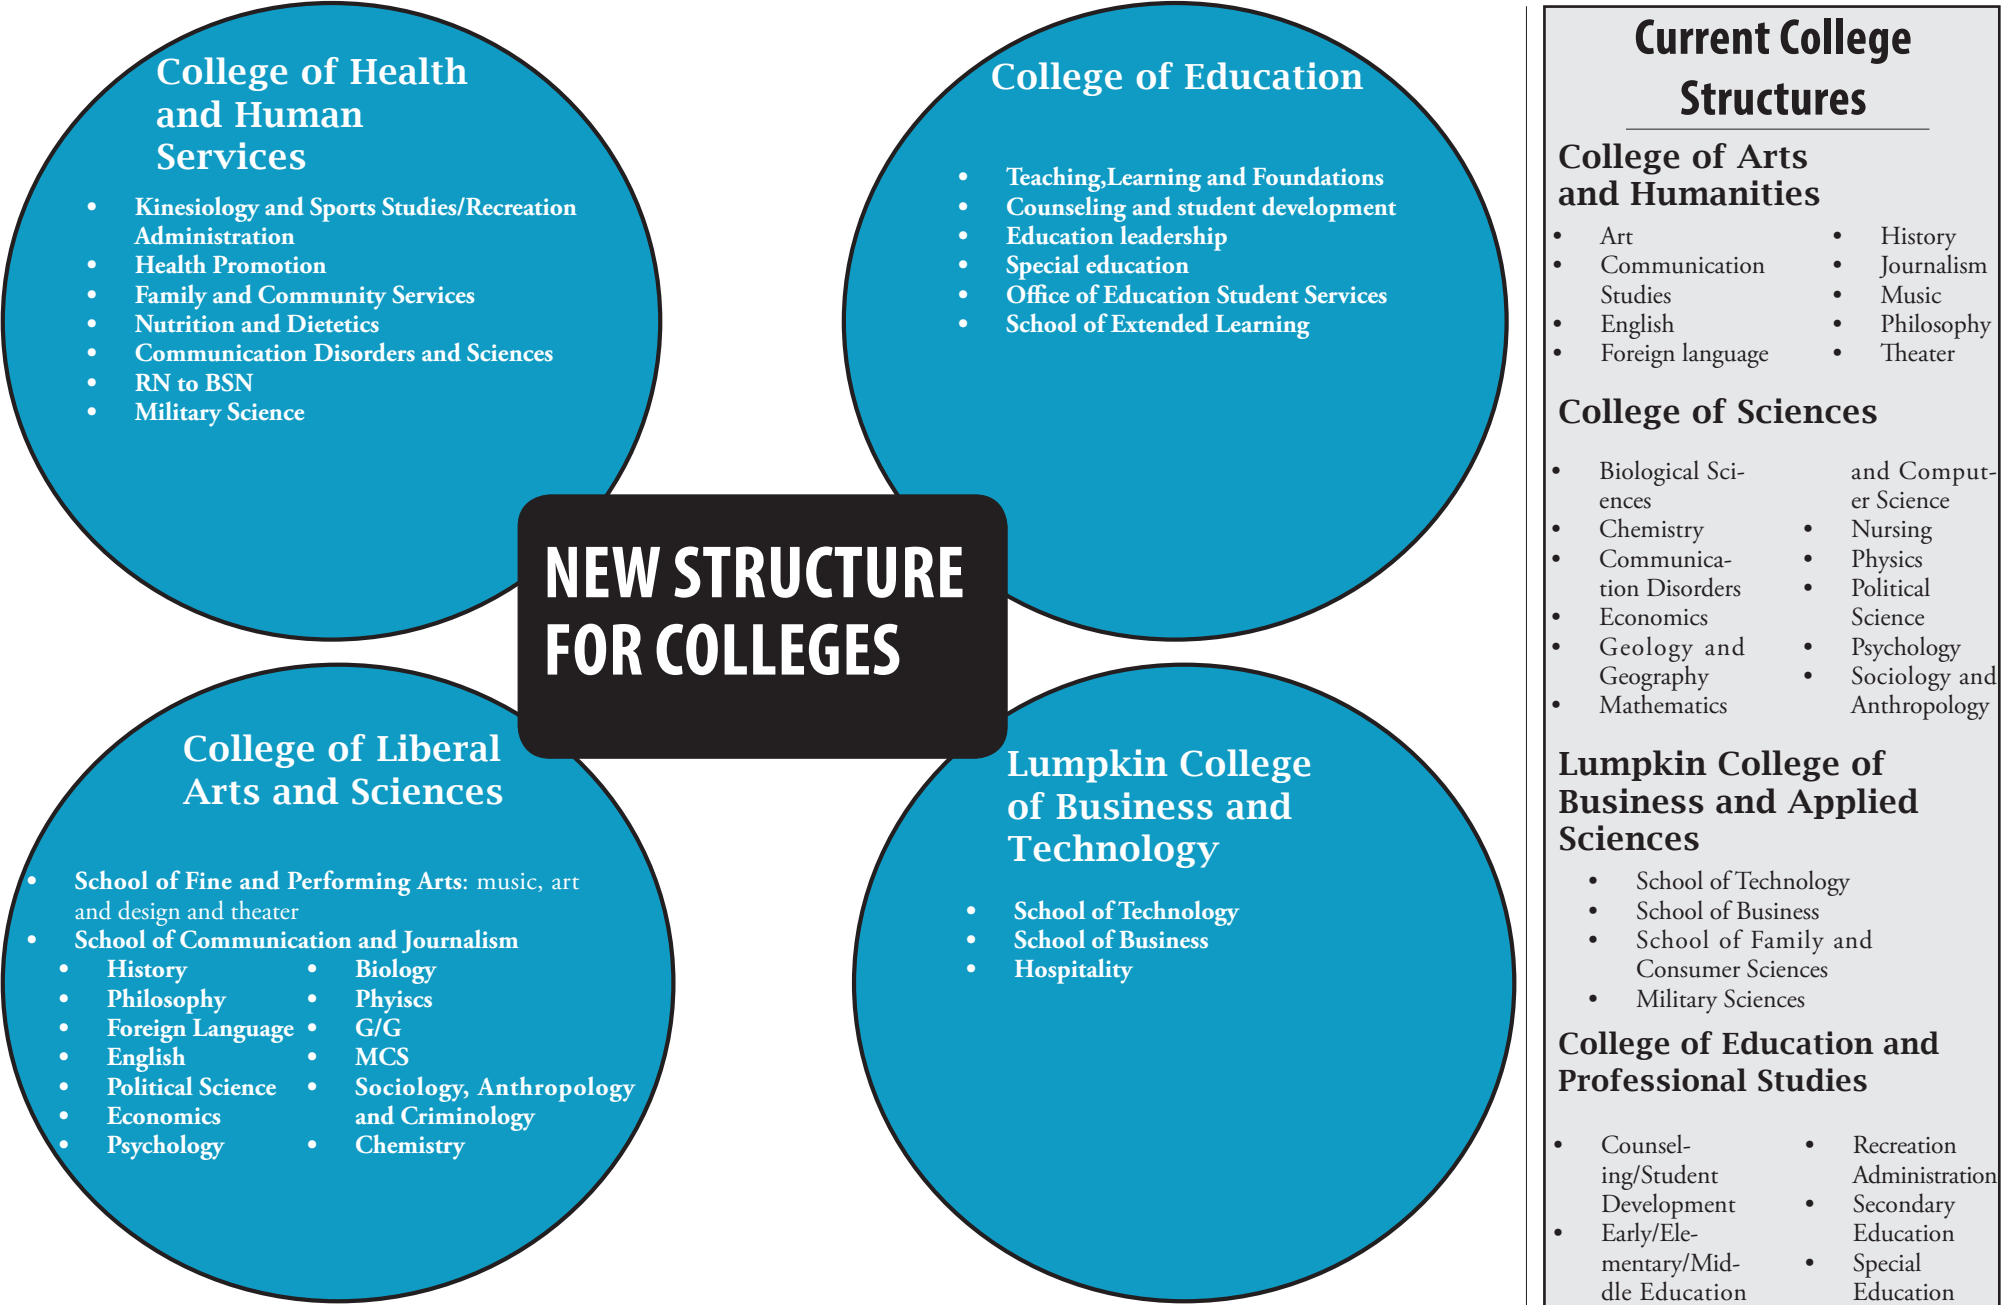 College of Health
and Human
Services
• Kinesiology and Sports Studies/Recreation
Administration
• Health Promotion
• Family and Community Services
• Nutrition and Dietetics
• Communication Disorders and Sciences
• RN to BSN
• Military Science
College of Education
• Teaching,Learning and Foundations
• Counseling and student development
• Education leadership
• Special education
• Office of Education Student Services
• School of Extended Learning
NEW STRUCTURE
FOR COLLEGES
College of Liberal
Arts and Sciences
• School of Fine and Performing Arts: music, art
and design and theater
• School of Communication and Journalism
• History
• Philosophy
• Foreign Language
• English
• Political Science
• Economics
• Psychology
• Biology
• Phyiscs
• G/G
• MCS
• Sociology, Anthropology
and Criminology
• Chemistry
Lumpkin College
of Business and
Technology
• School of Technology
• School of Business
• Hospitality
Current College
Structures
College of Arts
and Humanities
• Art
• Communication
Studies
• English
• Foreign language
• History
• Journalism
• Music
• Philosophy
• Theater
College of Sciences
• Biological Sci-
ences
• Chemistry
• Communica-
tion Disorders
• Economics
• Geology and
Geography
• Mathematics
and Comput-
er Science
• Nursing
• Physics
• Political
Science
• Psychology
• Sociology and
Anthropology
Lumpkin College of
Business and Applied
Sciences
• School of Technology
• School of Business
• School of Family and
Consumer Sciences
• Military Sciences
College of Education and
Professional Studies
• Counsel-
ing/Student
Development
• Early/Ele-
mentary/Mid-
dle Education
• Recreation
Administration
• Secondary
Education
• Special
Education